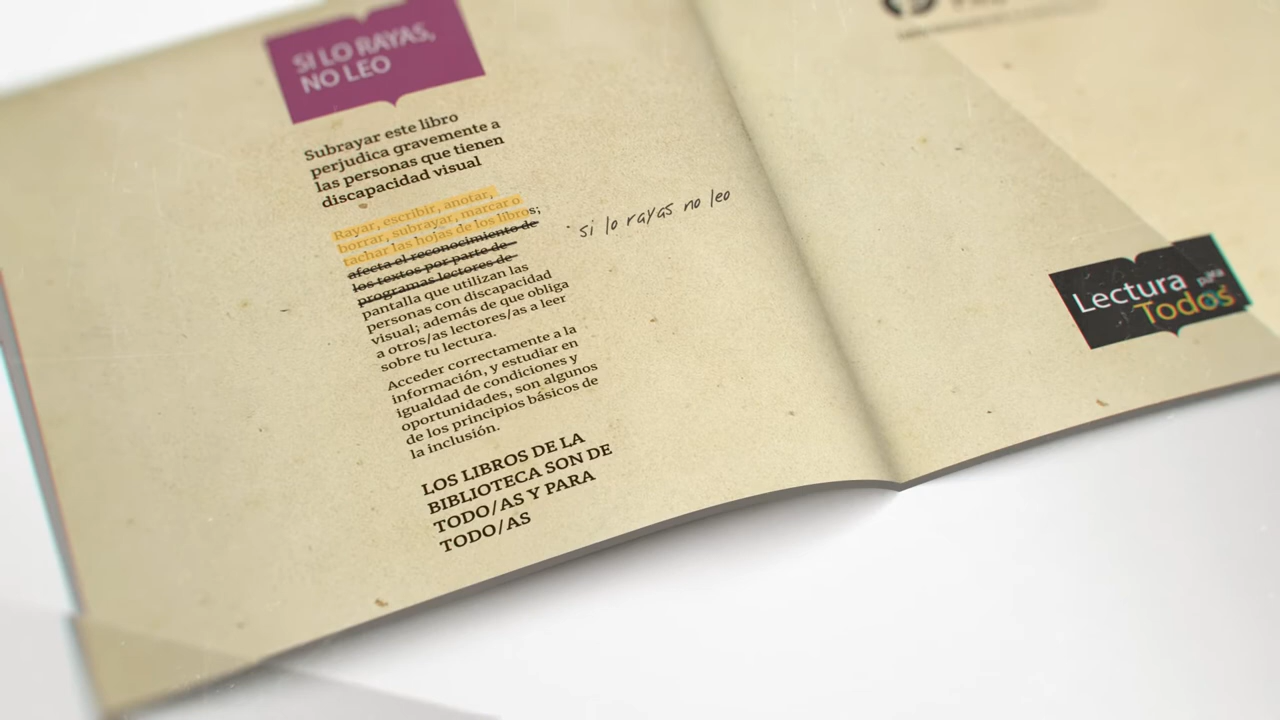 SI LO RAYAS,
NO LEO
Subrayar este libro
perjudica gravemente a
las personas que tienen
discapacidad visual
Rayar, escribir, anotar,
borrar, subrayar, marcar o
tachar las hojas de los libros;
afecta el reconocimiento de
los textos por parte de
programas lectores de
pantalla que utilizan las
personas con discapacidad
visual; además de que obliga
a otros/as lectores/as a leer
sobre tu lectura.
Acceder correctamente a la
información, y estudiar en
igualdad de condiciones y
oportunidades, son algunos
de los principios básicos de
la inclusión.
LOS LIBROS DE LA
BIBLIOTECA SON DE
TODO/AS Y PARA
TODO/AS
si lo rayas no leo
Lectura para
Todos